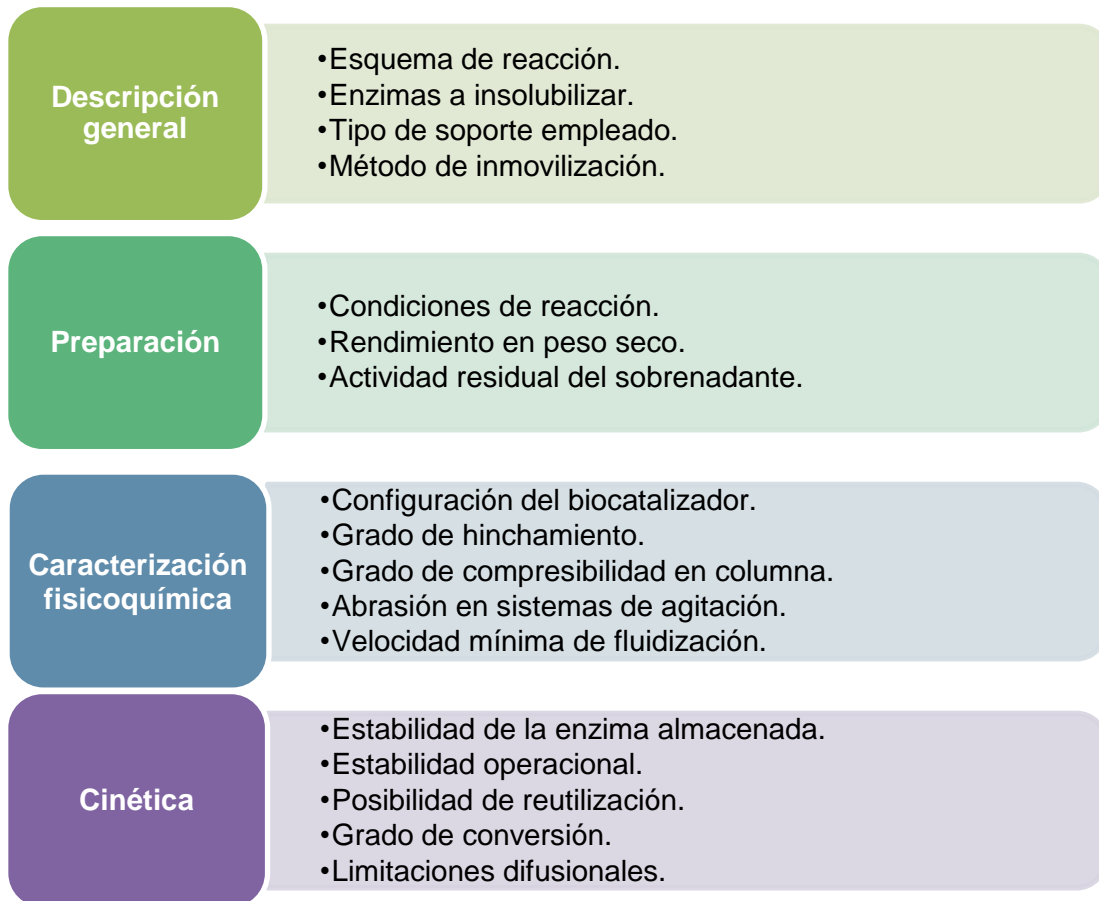 Descripción
general
•Esquema de reacción.
•Enzimas a insolubilizar.
•Tipo de soporte empleado.
•Método de inmovilización.
Preparación
•Condiciones de reacción.
•Rendimiento en peso seco.
•Actividad residual del sobrenadante.
Caracterización
fisicoquímica
•Configuración del biocatalizador.
•Grado de hinchamiento.
•Grado de compresibilidad en columna.
•Abrasión en sistemas de agitación.
•Velocidad mínima de fluidización.
Cinética
•Estabilidad de la enzima almacenada.
•Estabilidad operacional.
•Posibilidad de reutilización.
•Grado de conversión.
•Limitaciones difusionales.